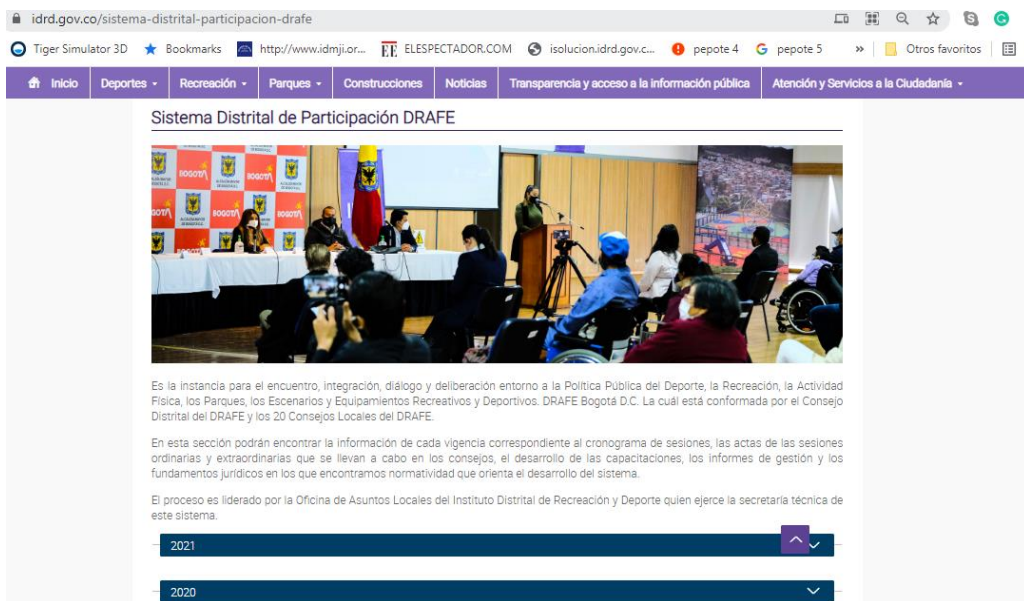 idrd.gov.co/sistema-distrital-participacion-drafe
Tiger Simulator 3D Bookmarks http://www.idmji.or... EE ELESPECTADOR.COM isolucion.idrd.gov.c... pepote 4 G pepote 5 » Otros favoritos
Inicio Deportes Recreación Parques Construcciones Noticias Transparencia y acceso a la información pública Atención y Servicios a la Ciudadanía
Sistema Distrital de Participación DRAFE
BOGOTÁ
BOGOTÁ
BOGOTÁ
BOGOTÁ
Es la instancia para el encuentro, integración, diálogo y deliberación entorno a la Política Pública del Deporte, la Recreación, la Actividad
Física, los Parques, los Escenarios y Equipamientos Recreativos y Deportivos. DRAFE Bogotá D.C. La cuál está conformada por el Consejo
Distrital del DRAFE y los 20 Consejos Locales del DRAFE.
En esta sección podrán encontrar la información de cada vigencia correspondiente al cronograma de sesiones, las actas de las sesiones
ordinarias y extraordinarias que se llevan a cabo en los consejos, el desarrollo de las capacitaciones, los informes de gestión y los
fundamentos jurídicos en los que encontramos normatividad que orienta el desarrollo del sistema.
El proceso es liderado por la Oficina de Asuntos Locales del Instituto Distrital de Recreación y Deporte quien ejerce la secretaría técnica de
este sistema.
2021
2020